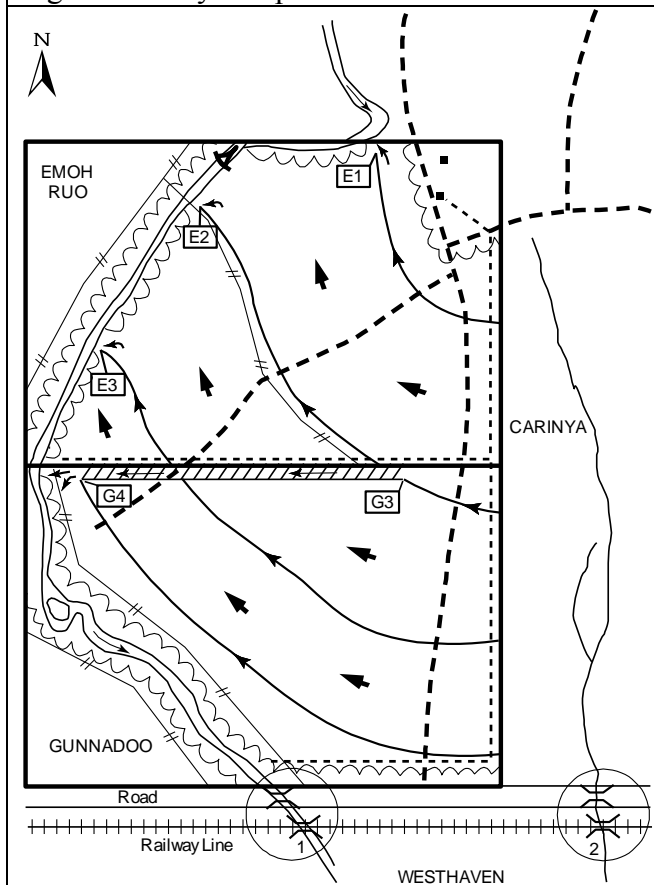 N
EMOH
RUO
E1
E2
E3
CARINYA
G4
G3
GUNNADOO
Road
1
2
Railway Line
WESTHAVEN